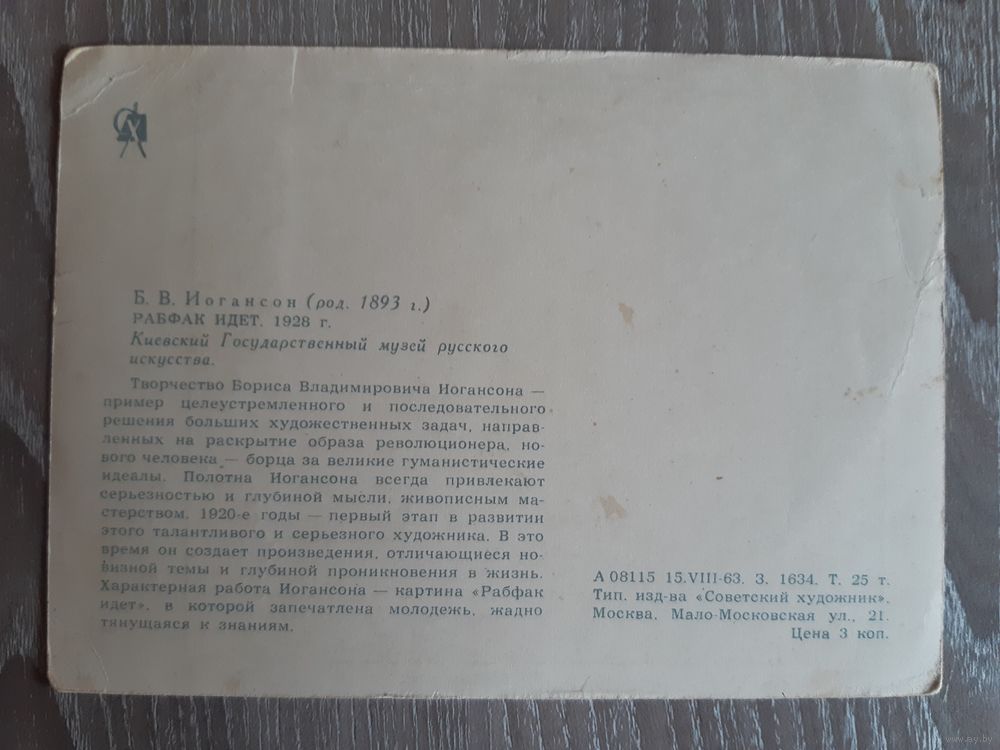 Б. В. Иогансон (род. 1893 г.)
РАБФАК ИДЕТ. 1928 г.
Киевский Государственный музей русского
искусства.
Творчество Бориса Владимировича Иогансона —
пример целеустремленного и последовательного
решения больших художественных задач, направ-
ленных на раскрытие образа революционера, но-
вого человека — борца за великие гуманистические
идеалы. Полотна Иогансона всегда привлекают
серьезностью и глубиной мысли, живописным ма-
стерством. 1920-е годы — первый этап в развитии
этого талантливого и серьезного художника. В это
время он создает произведения, отличающиеся но-
визной темы и глубиной проникновения в жизнь.
Характерная работа Иогансона — картина «Рабфак
идет», в которой запечатлена молодежь, жадно
тянущаяся к знаниям.
А 08115 15.VIII-63. З. 1634. Т. 25 т.
Тип. изд-ва «Советский художник».
Москва, Мало-Московская ул., 21.
Цена 3 коп.
www.ay.by